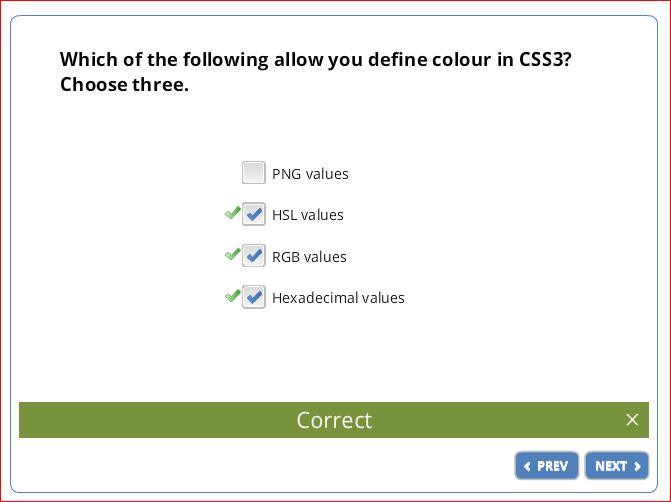 Which of the following allow you define colour in CSS3?
Choose three.
PNG values
HSL values
RGB values
Hexadecimal values
Correct
PREV
NEXT